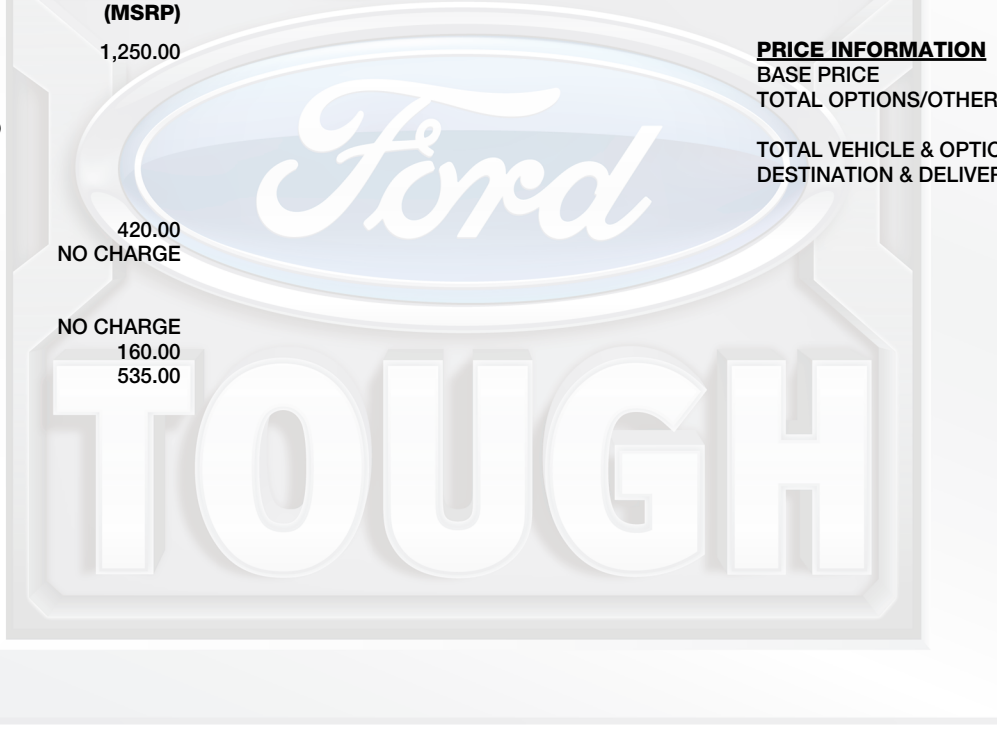 (MSRP)
1,250.00
420.00
NO CHARGE
NO CHARGE
160.00
535.00
PRICE INFORMATION
BASE PRICE
TOTAL OPTIONS/OTHER
TOTAL VEHICLE & OPTIO
DESTINATION & DELIVER
Ford
TOUGH